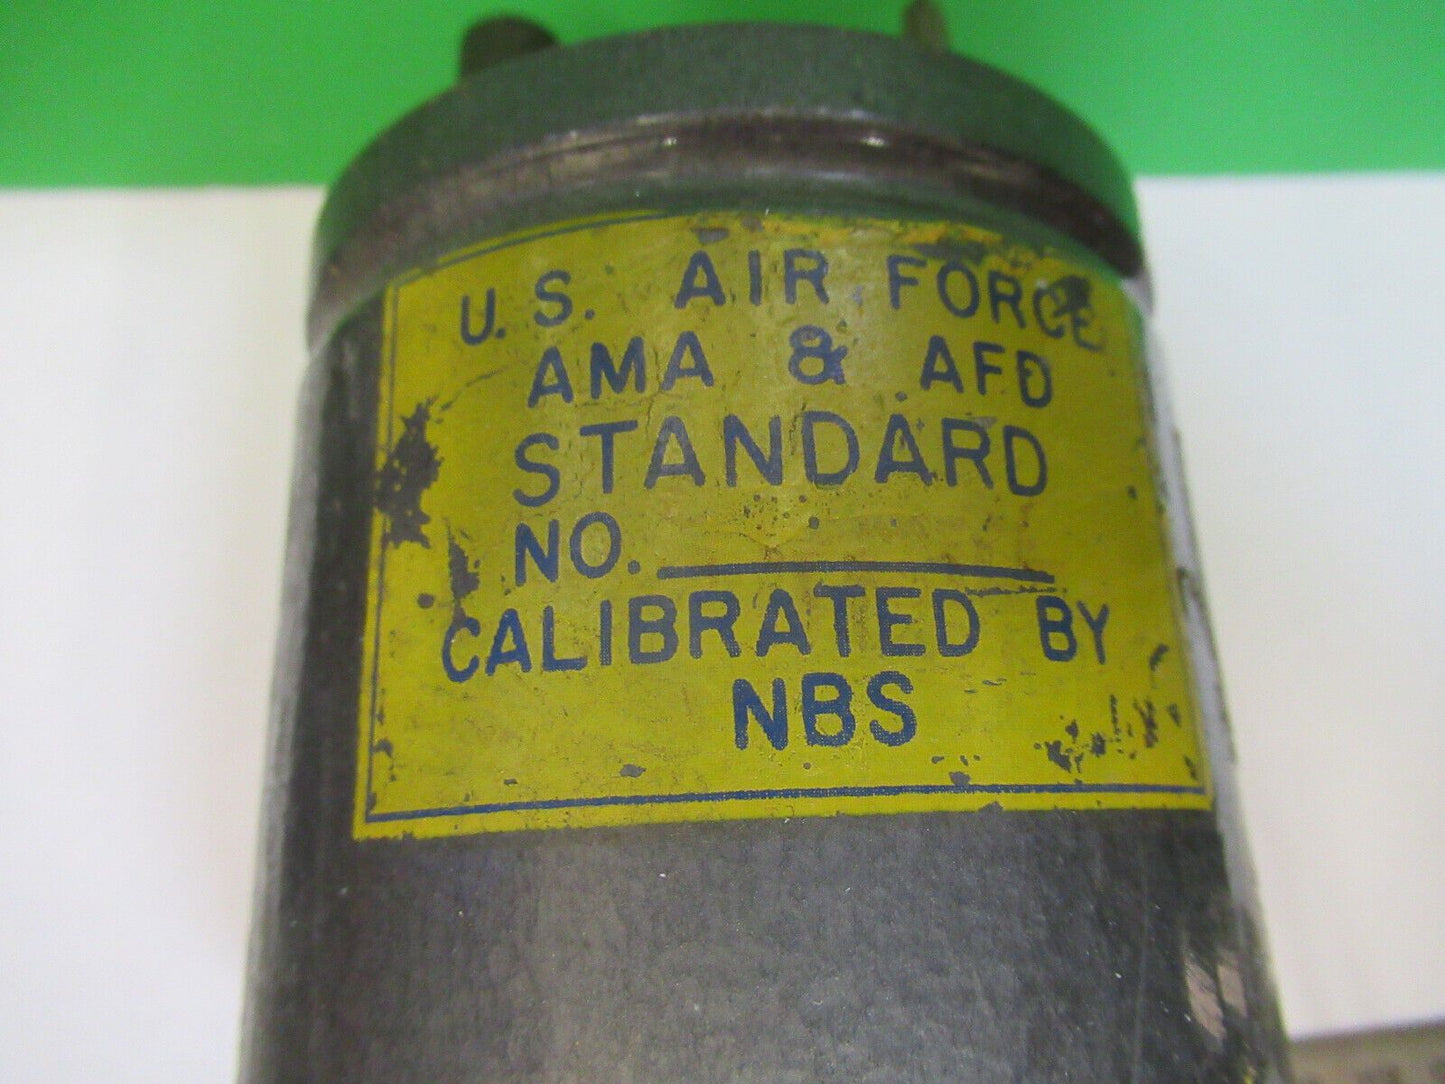 U.S. AIR FORCE
AMA & AFD
STANDARD
NO.
CALIBRATED BY
NBS